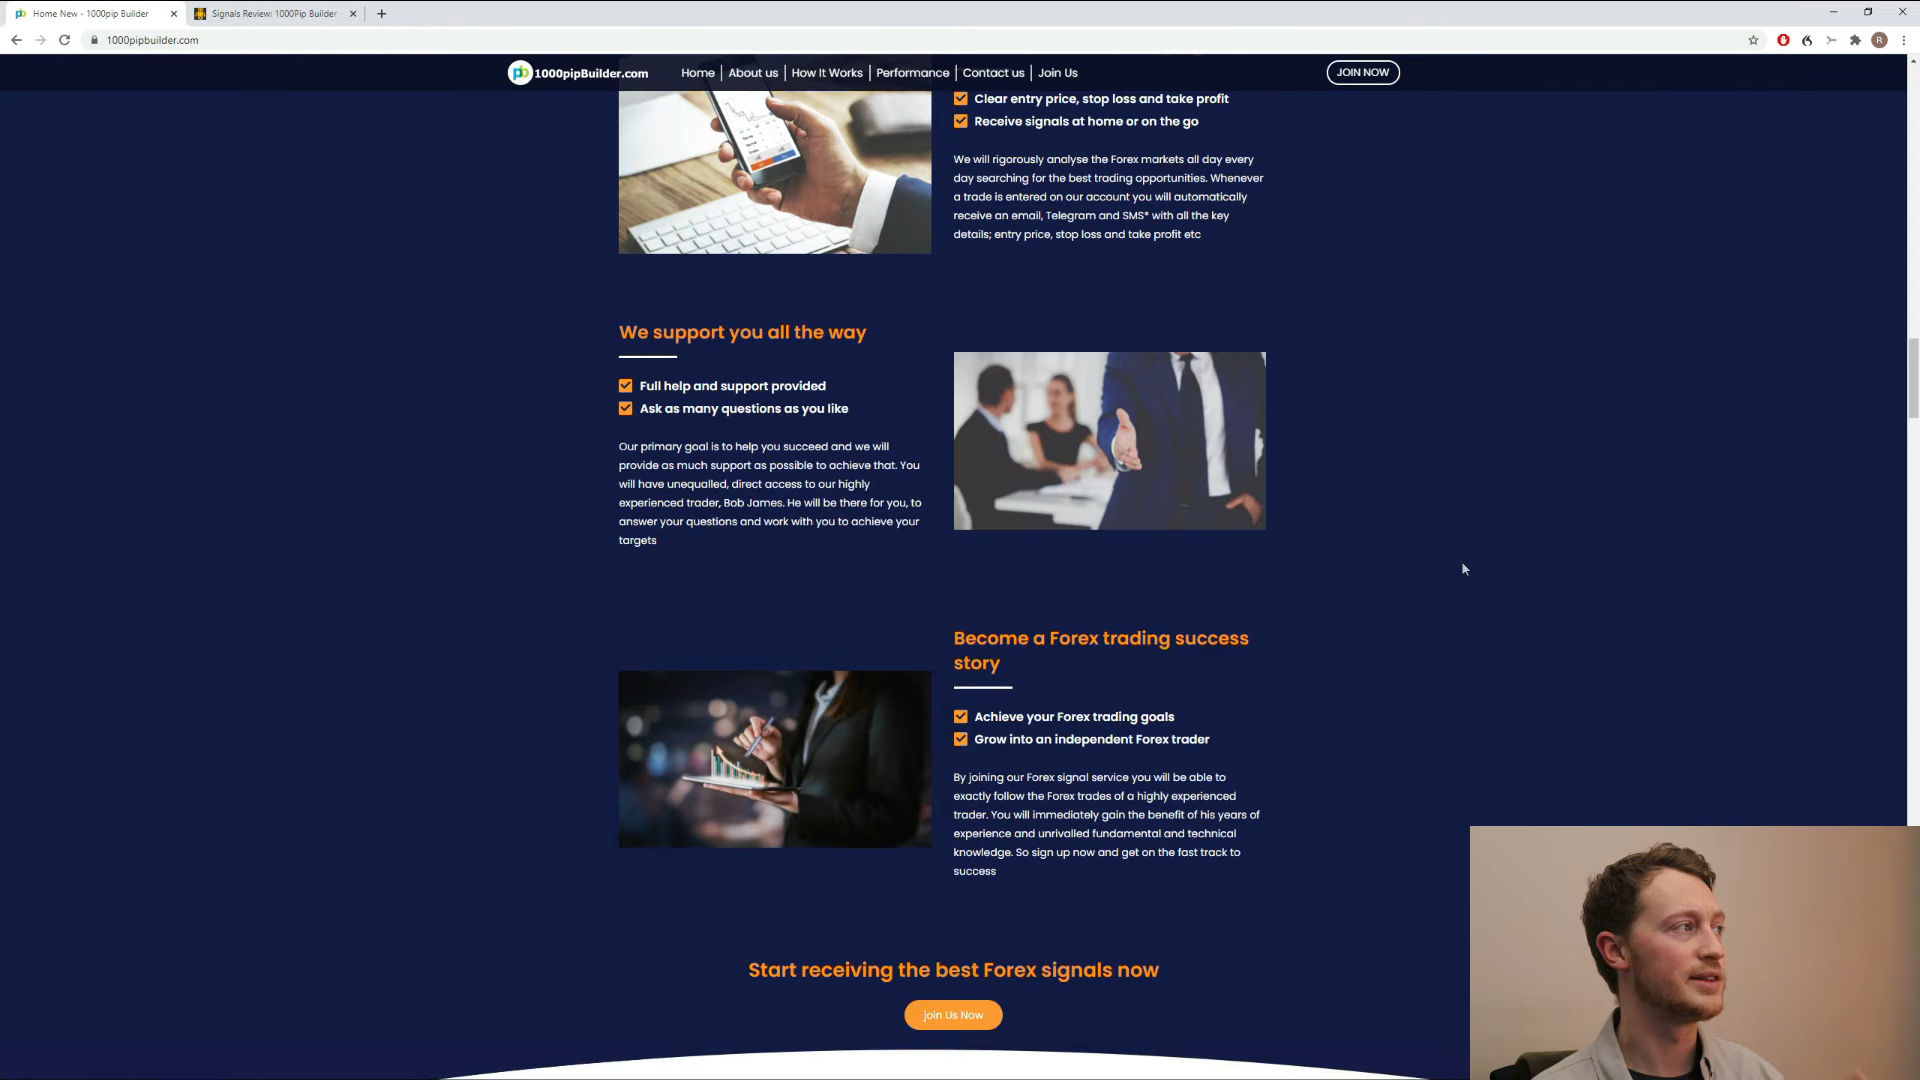 Home New - 1000pip Builder
Signals Review: 1000Pip Builder
1000pipbuilder.com
R
pb 1000pipBuilder.com
Home
About us
How It Works
Performance
Contact us
Join Us
JOIN NOW
Clear entry price, stop loss and take profit
Receive signals at home or on the go
We will rigorously analyse the Forex markets all day every
day searching for the best trading opportunities. Whenever
a trade is entered on our account you will automatically
receive an email, Telegram and SMS* with all the key
details; entry price, stop loss and take profit etc
We support you all the way
Full help and support provided
Ask as many questions as you like
Our primary goal is to help you succeed and we will
provide as much support as possible to achieve that. You
will have unequalled, direct access to our highly
experienced trader, Bob James. He will be there for you, to
answer your questions and work with you to achieve your
targets
Become a Forex trading success
story
Achieve your Forex trading goals
Grow into an independent Forex trader
By joining our Forex signal service you will be able to
exactly follow the Forex trades of a highly experienced
trader. You will immediately gain the benefit of his years of
experience and unrivalled fundamental and technical
knowledge. So sign up now and get on the fast track to
success
Start receiving the best Forex signals now
join Us Now